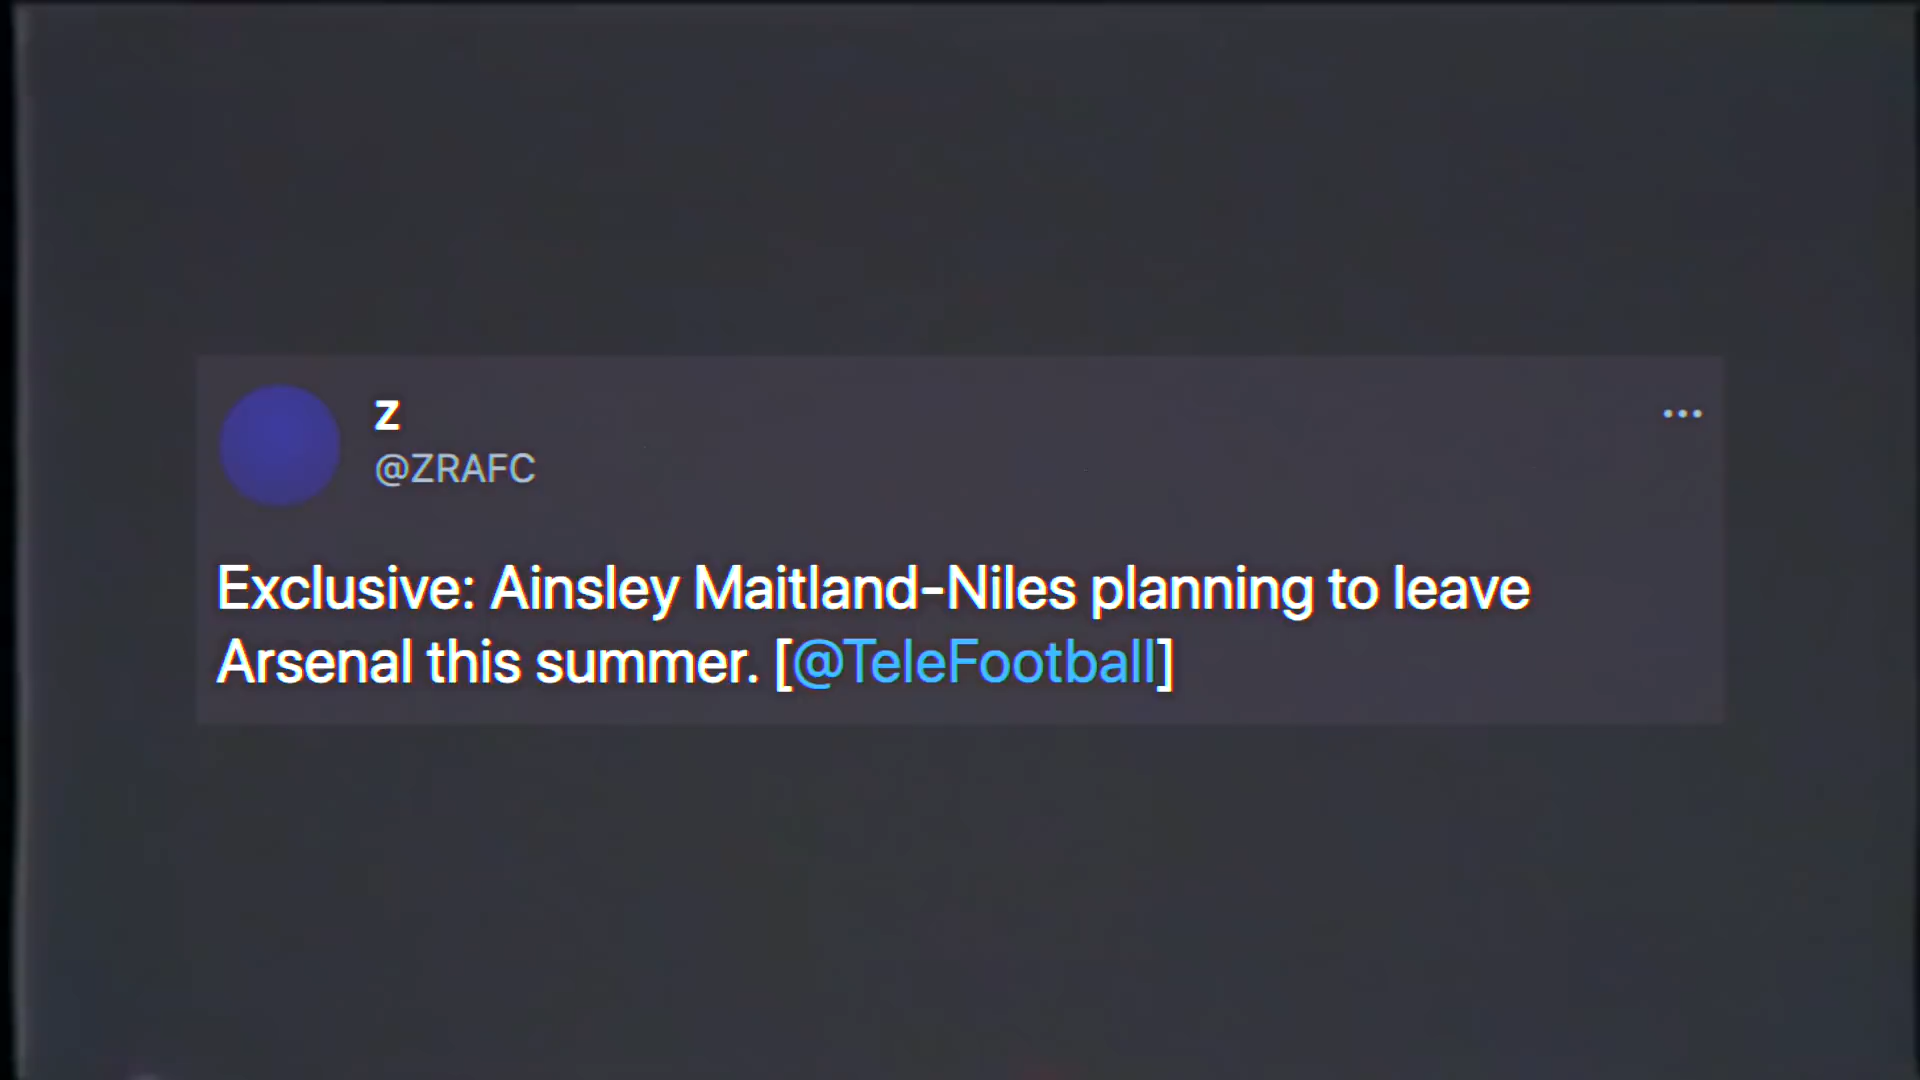 z
@ZRAFC
Exclusive: Ainsley Maitland-Niles planning to leave
Arsenal this summer. [@TeleFootball]